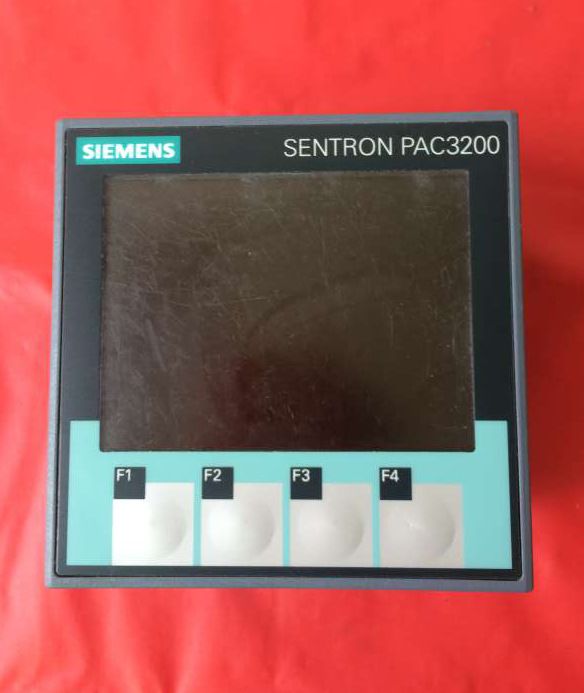 SIEMENS SENTRON PAC3200
F1 F2 F3 F4